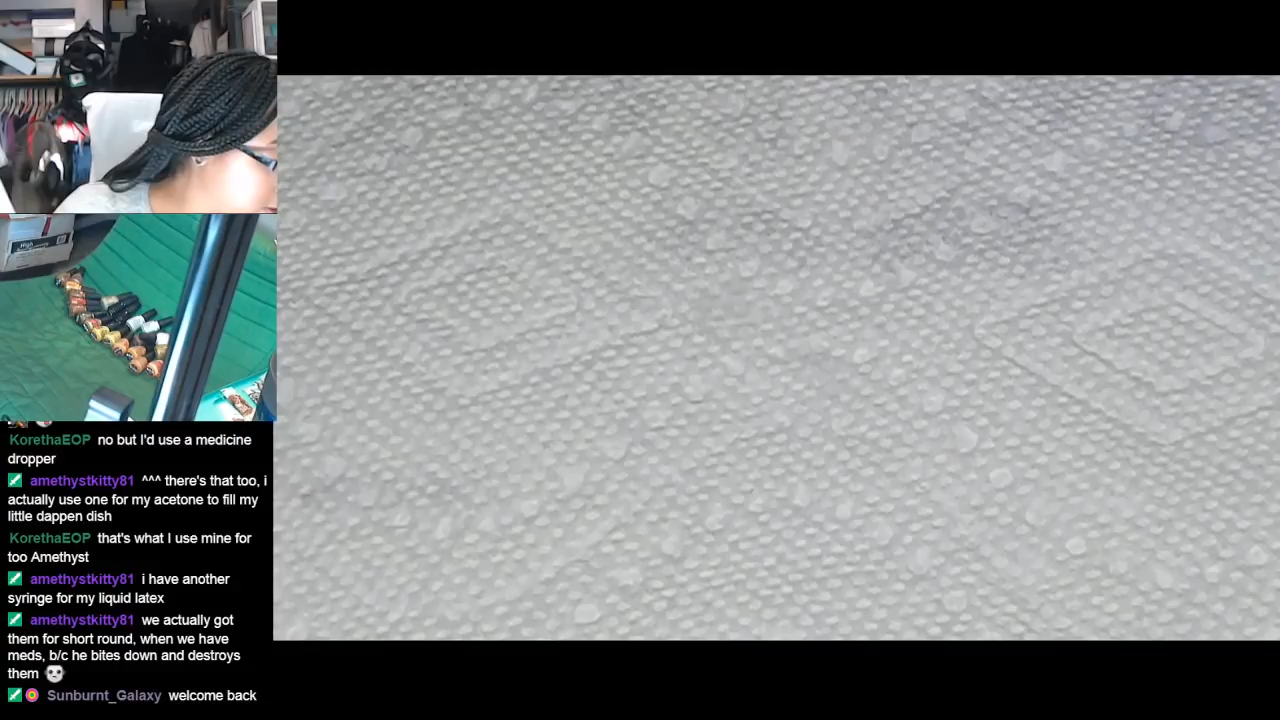 High
KorethaEOP no but I'd use a medicine
dropper
amethystkitty81 ^^^ there's that too, i
actually use one for my acetone to fill my
little dappen dish
KorethaEOP that's what I use mine for
too Amethyst
amethystkitty81 i have another
syringe for my liquid latex
amethystkitty81 we actually got
them for short round, when we have
meds, b/c he bites down and destroys
them
Sunburnt_Galaxy welcome back